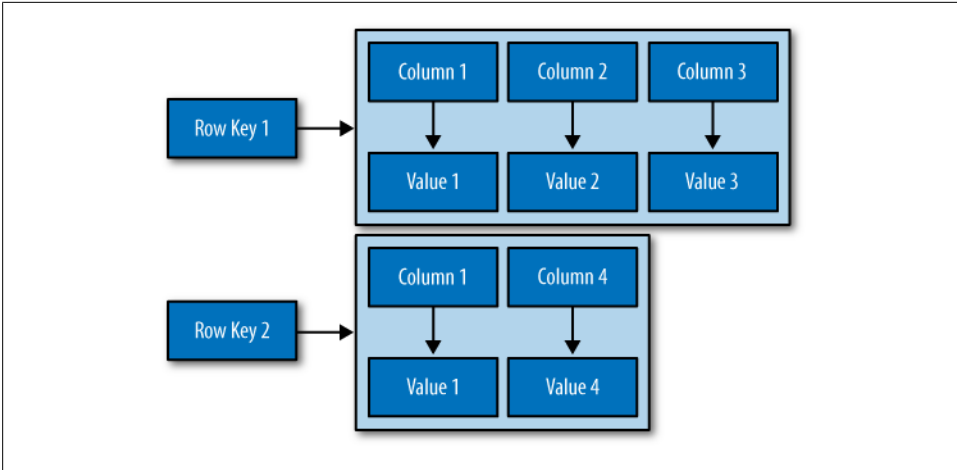 Column 1
Column 2
Column 3
Row Key 1
Value 1
Value 2
Value 3
Column 1
Column 4
Row Key 2
Value 1
Value 4